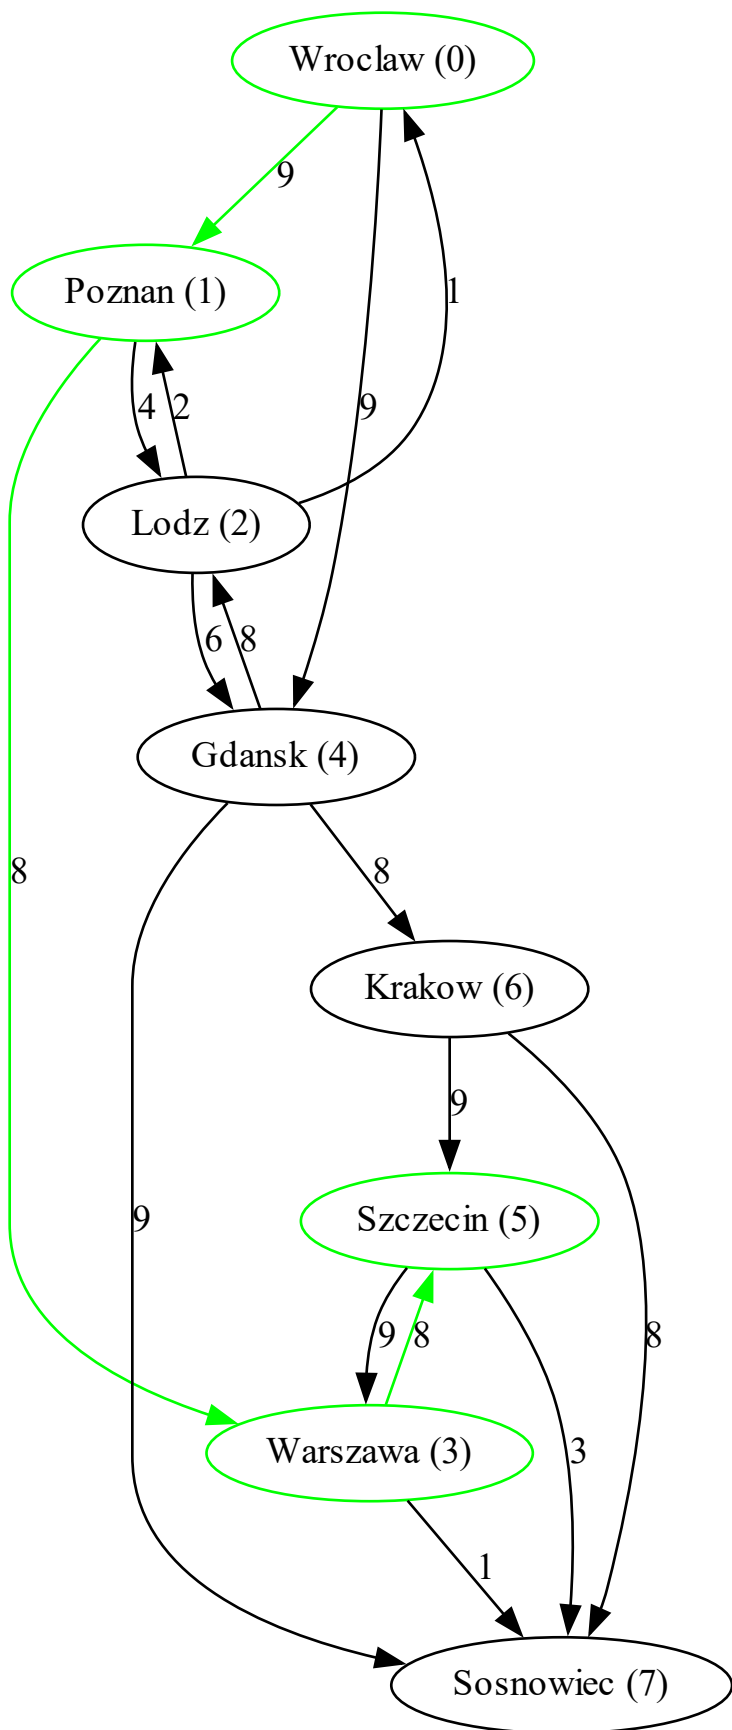 Wroclaw (0)
9
Poznan (1)
1
4
2
9
Lodz (2)
6
8
Gdansk (4)
8
8
Krakow (6)
9
9
Szczecin (5)
9
8
8
Warszawa (3)
3
1
Sosnowiec (7)